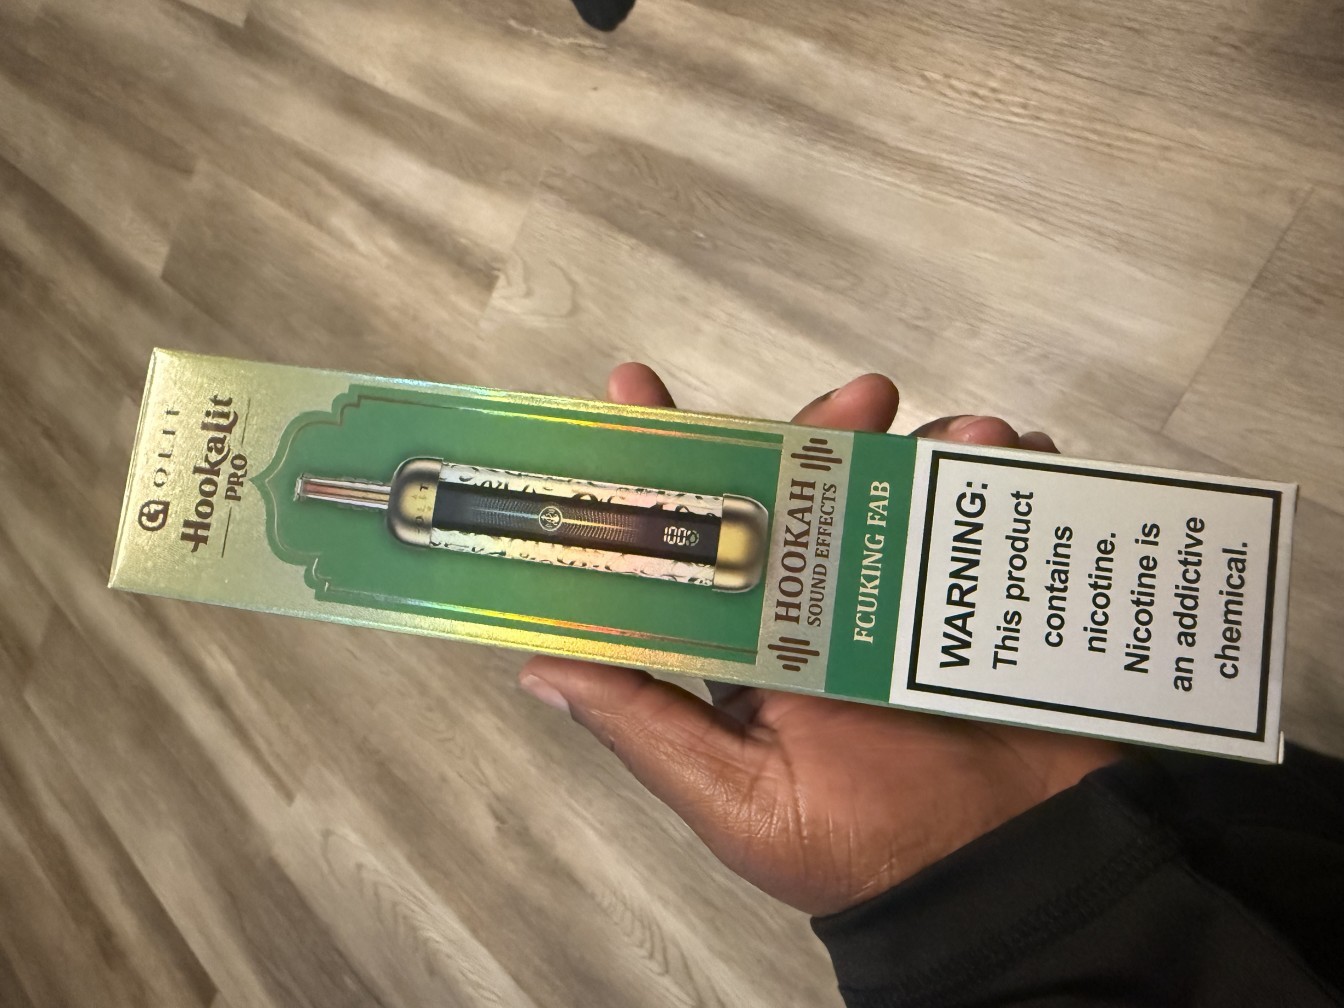 OLIT
HookaLit
PRO
HOOKAH
SOUND EFFECTS
FCUKING FAB
WARNING:
This product
contains
nicotine.
Nicotine is
an addictive
chemical.